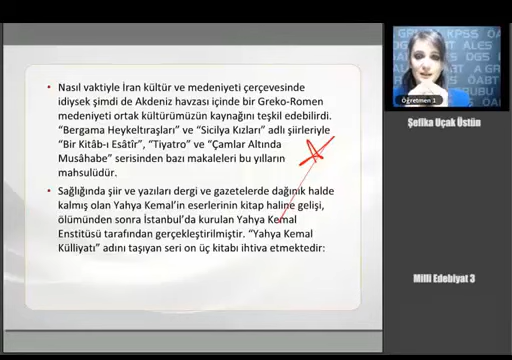 Nasıl vaktiyle İran kültür ve medeniyeti çerçevesinde
idiysek şimdi de Akdeniz havzası içinde bir Greko-Romen
medeniyeti ortak kültürümüzün kaynağını teşkil edebilirdi.
“Bergama Heykeltıraşları” ve “Sicilya Kızları” adlı şiirleriyle
“Bir Kitâb-ı Esâtîr”, “Tiyatro” ve “Çamlar Altında
Musâhabe” serisinden bazı makaleleri bu yılların
mahsulüdür.
Sağlığında şiir ve yazıları dergi ve gazetelerde dağınık halde
kalmış olan Yahya Kemal’in eserlerinin kitap haline gelişi,
ölümünden sonra İstanbul’da kurulan Yahya Kemal
Enstitüsü tarafından gerçekleştirilmiştir. “Yahya Kemal
Külliyatı” adını taşıyan seri on üç kitabı ihtiva etmektedir:
KPSS
ALES
DGS
ÖABT
Öğretmen 1
Şefika Uçak Üstün
Milli Edebiyat 3